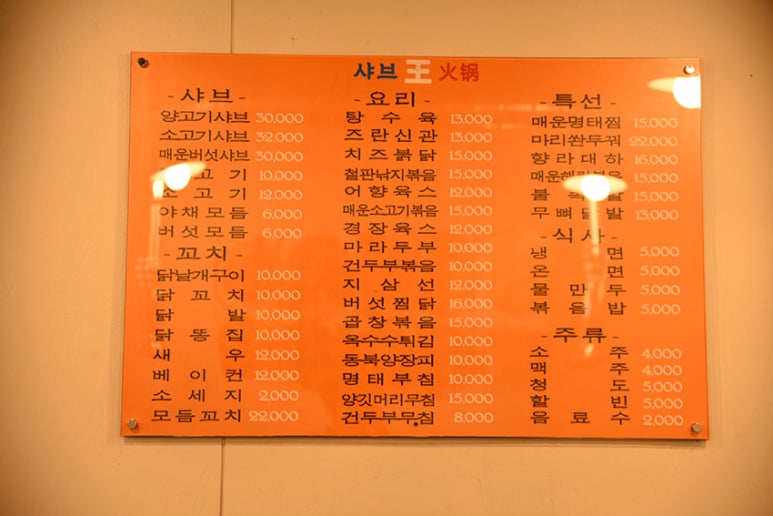 샤브 王 火锅
- 샤브 -
양고기샤브 30,000
소고기샤브 32,000
매운버섯샤브 30,000
고기 10,000
소고기 12,000
야채모듬 6,000
버섯모듬 6,000
- 꼬치 -
닭날개구이 10,000
닭꼬치 10,000
닭발 10,000
닭똥집 10,000
새우 12,000
베이컨 12,000
소세지 2,000
모듬꼬치 22,000
- 요리 -
탕수육 13,000
즈란신관 13,000
치즈붉닭 15,000
철판낚지볶음 15,000
어향육스 12,000
매운소고기볶음 15,000
경장육스 12,000
마라두부 10,000
건두부볶음 10,000
지삼선 12,000
버섯찜닭 16,000
곱창볶음 15,000
옥수수튀김 10,000
동북양장피 10,000
명태부침 10,000
양깃머리무침 15,000
건두부무침 8,000
- 특선 -
매운명태찜 15,000
마리쏸두궈 22,000
향라대하 16,000
15,000
15,000
무뼈닭발 13,000
- 식사 -
냉면 5,000
온면 5,000
물만두 5,000
볶음밥 5,000
- 주류 -
소주 4,000
맥주 4,000
청도 5,000
할빈 5,000
음료수 2,000